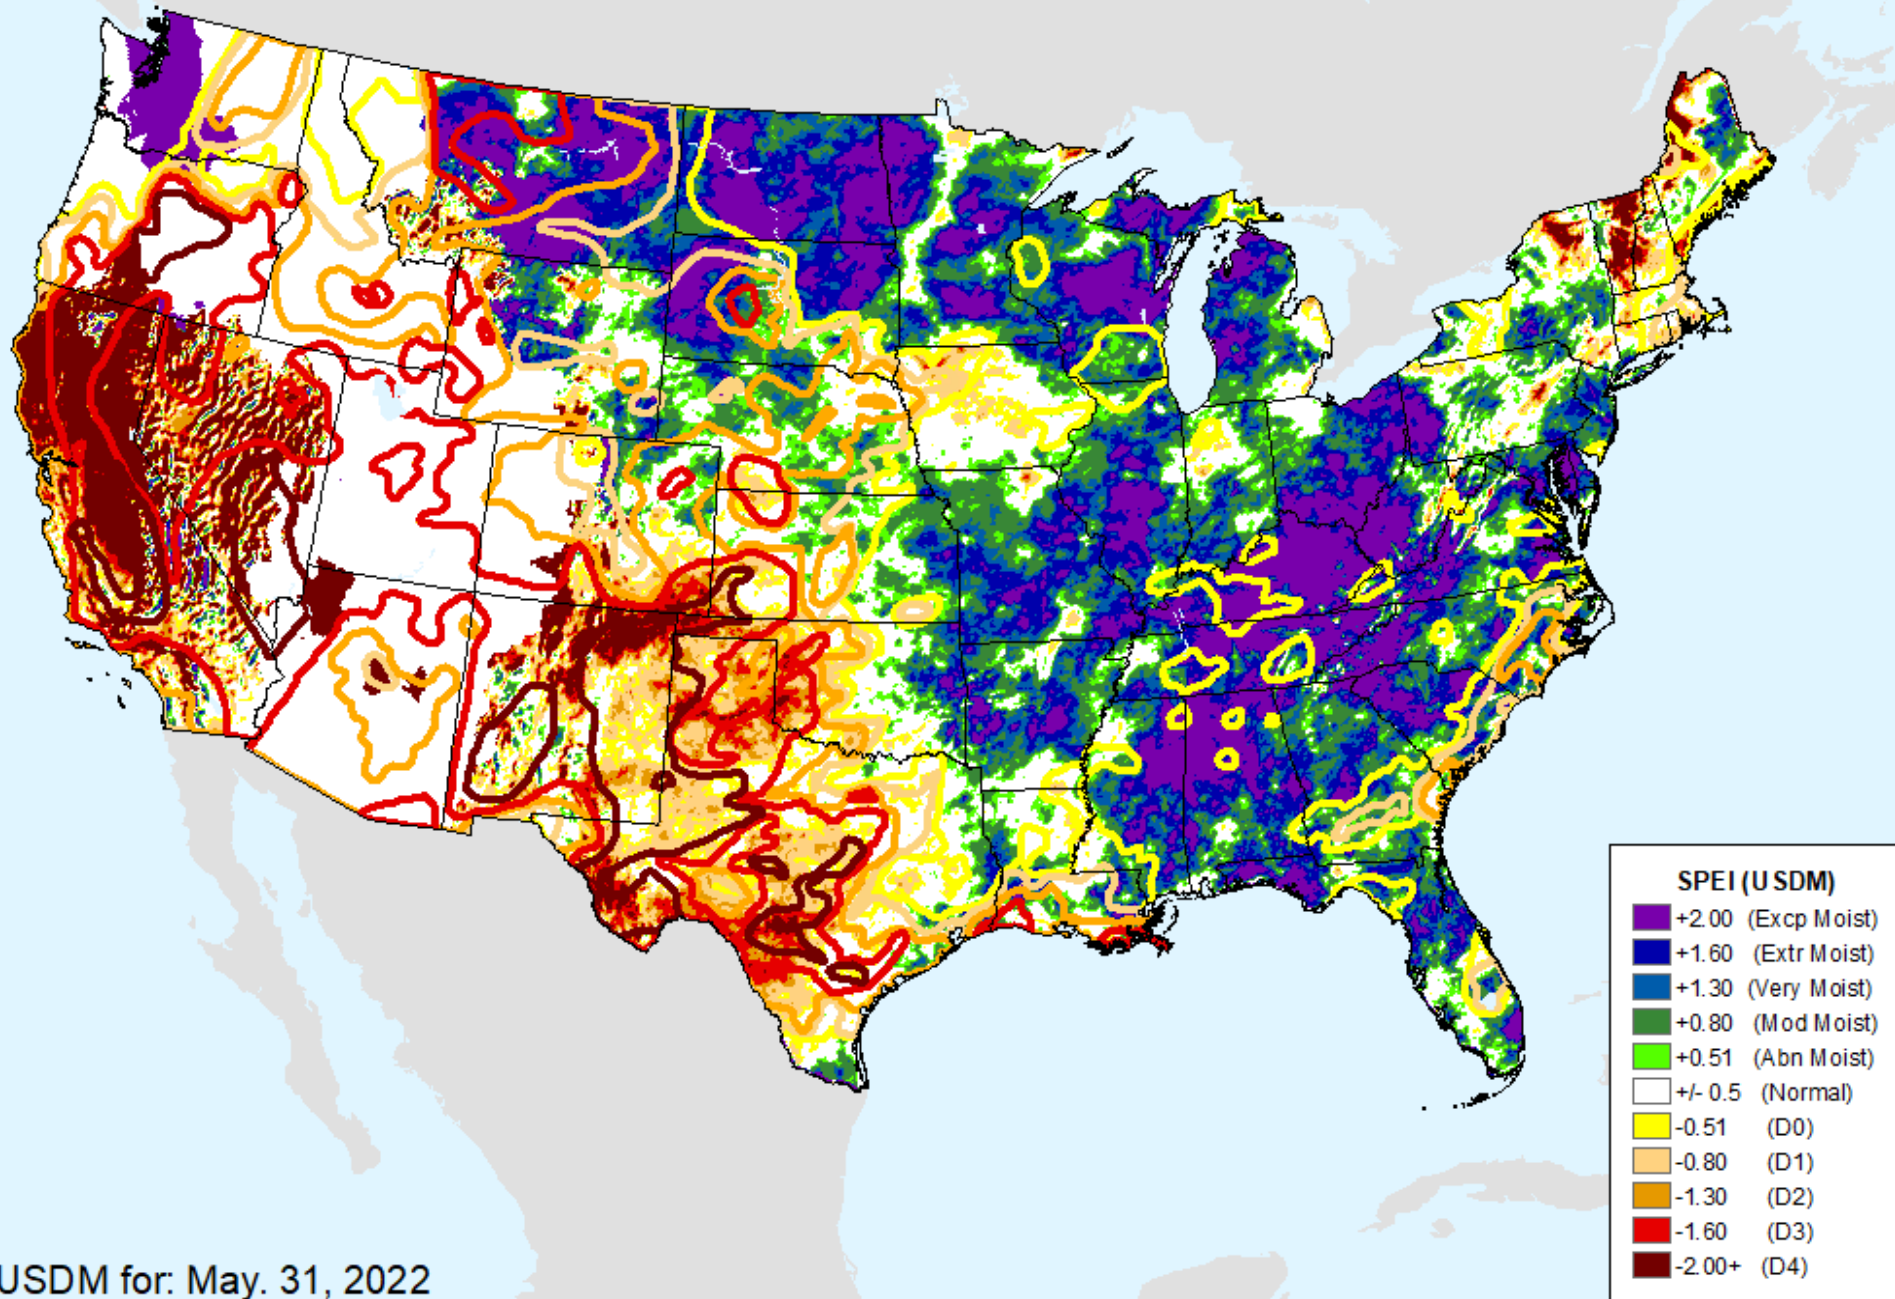 SPEI (USDM)
+2.00 (Excp Moist)
+1.60 (Extr Moist)
+1.30 (Very Moist)
+0.80 (Mod Moist)
+0.51 (Abn Moist)
+/- 0.5 (Normal)
-0.51 (D0)
-0.80 (D1)
-1.30 (D2)
-1.60 (D3)
-2.00+ (D4)
USDM for: May. 31, 2022